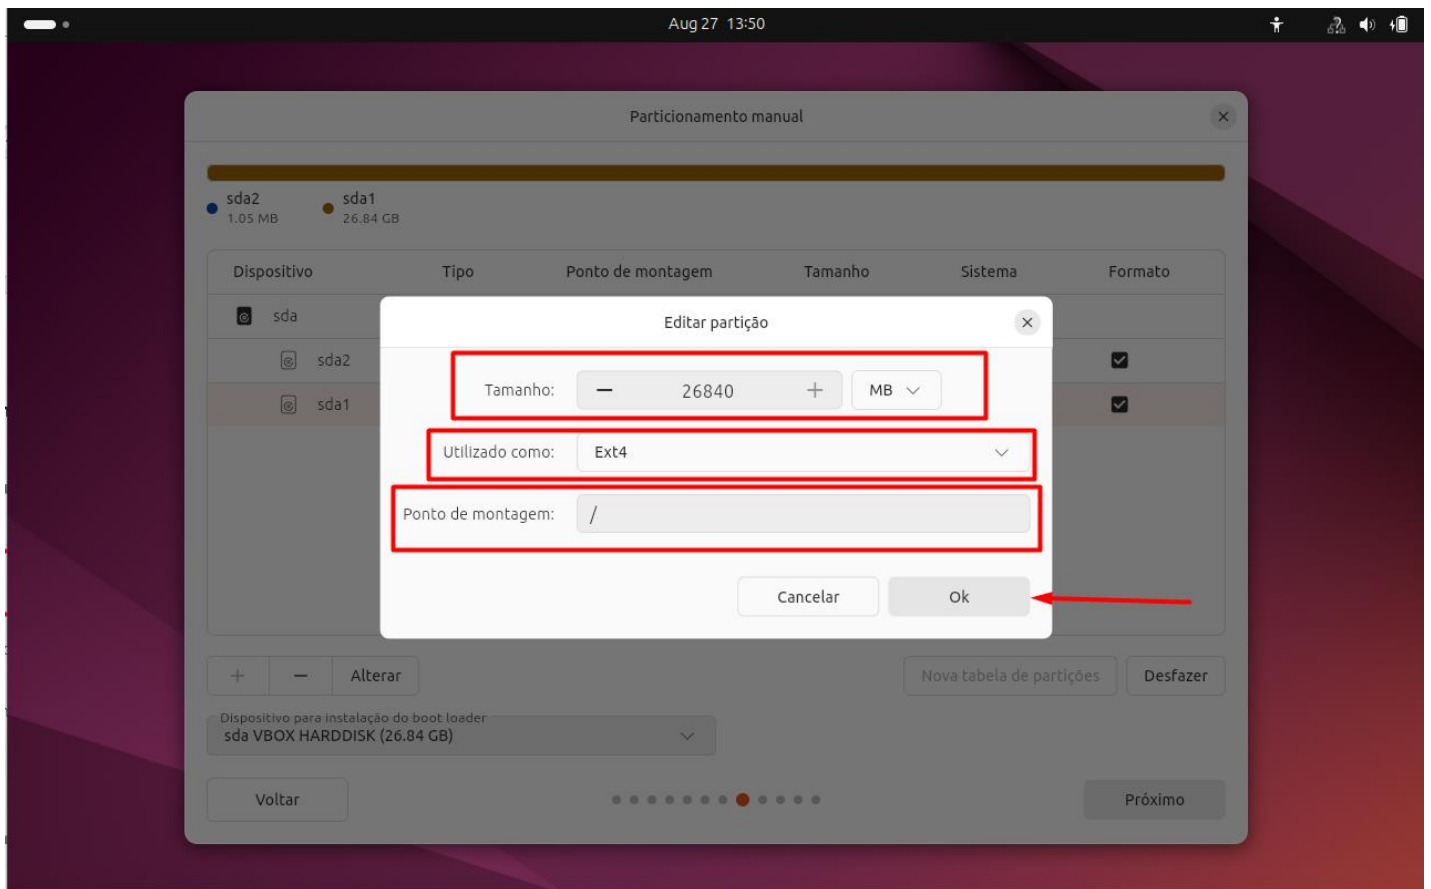 Aug 27 13:50
Particionamento manual
sda2
1.05 MB
sda1
26.84 GB
Dispositivo Tipo Ponto de montagem Tamanho Sistema Formato
sda
sda2
sda1
Editar partição
Tamanho: − 26840 + MB
Utilizado como: Ext4
Ponto de montagem: /
Cancelar Ok
+ − Alterar Nova tabela de partições Desfazer
Dispositivo para instalação do boot loader
sda VBOX HARDDISK (26.84 GB)
Voltar Próximo